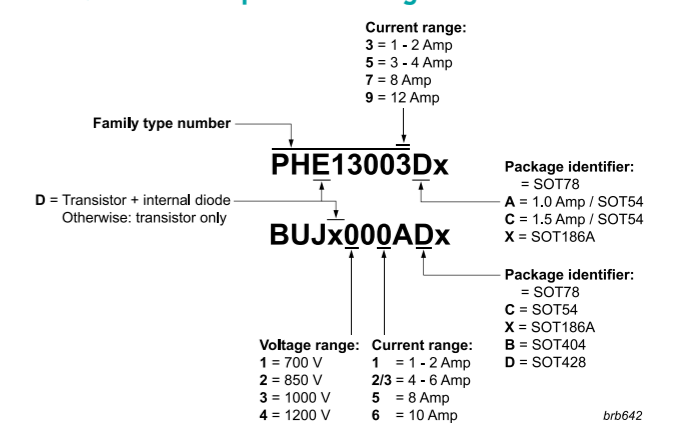 Current range:
3 = 1 - 2 Amp
5 = 3 - 4 Amp
7 = 8 Amp
9 = 12 Amp
Family type number
PHE13003Dx
D = Transistor + internal diode
Otherwise: transistor only
BUJx000ADx
Package identifier:
= SOT78
A = 1.0 Amp / SOT54
C = 1.5 Amp / SOT54
X = SOT186A
Package identifier:
= SOT78
C = SOT54
X = SOT186A
B = SOT404
D = SOT428
Voltage range:
1 = 700 V
2 = 850 V
3 = 1000 V
4 = 1200 V
Current range:
1 = 1 - 2 Amp
2/3 = 4 - 6 Amp
5 = 8 Amp
6 = 10 Amp
brb642